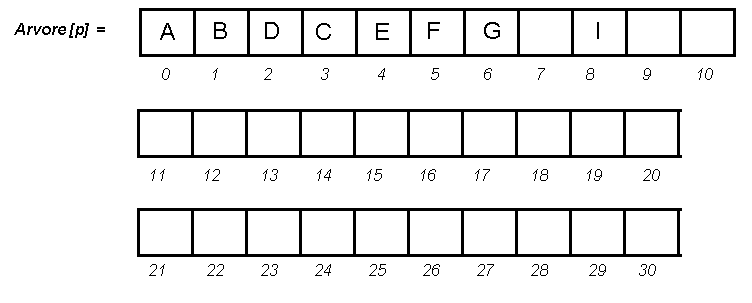 Arvore[p] = A B D C E F G I
0 1 2 3 4 5 6 7 8 9 10
11 12 13 14 15 16 17 18 19 20
21 22 23 24 25 26 27 28 29 30